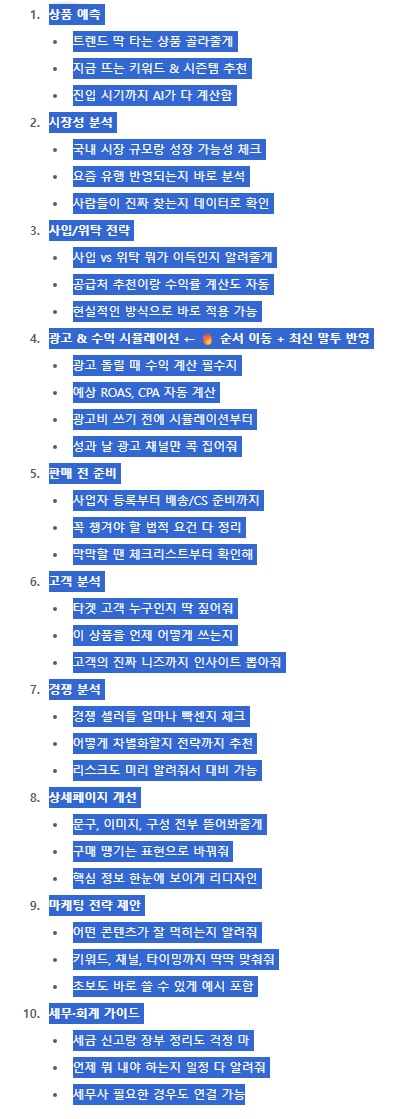 1. 상품 예측
• 트렌드 딱 타는 상품 골라줄게
• 지금 뜨는 키워드 & 시즌템 추천
• 진입 시기까지 AI가 다 계산함
2. 시장성 분석
• 국내 시장 규모랑 성장 가능성 체크
• 요즘 유행 반영되는지 바로 분석
• 사람들이 진짜 찾는지 데이터로 확인
3. 사입/위탁 전략
• 사입 vs 위탁 뭐가 이득인지 알려줄게
• 공급처 추천이랑 수익률 계산도 자동
• 현실적인 방식으로 바로 적용 가능
4. 광고 & 수익 시뮬레이션 ← 🔥 순서 이동 + 최신 말투 반영
• 광고 돌릴 때 수익 계산 필수지
• 예상 ROAS, CPA 자동 계산
• 광고비 쓰기 전에 시뮬레이션부터
• 성과 날 광고 채널만 콕 집어줘
5. 판매 전 준비
• 사업자 등록부터 배송/CS 준비까지
• 꼭 챙겨야 할 법적 요건 다 정리
• 막막할 땐 체크리스트부터 확인해
6. 고객 분석
• 타겟 고객 누구인지 딱 짚어줘
• 이 상품을 언제 어떻게 쓰는지
• 고객의 진짜 니즈까지 인사이트 뽑아줘
7. 경쟁 분석
• 경쟁 셀러들 얼마나 빡센지 체크
• 어떻게 차별화할지 전략까지 추천
• 리스크도 미리 알려줘서 대비 가능
8. 상세페이지 개선
• 문구, 이미지, 구성 전부 뜯어봐줄게
• 구매 땡기는 표현으로 바꿔줘
• 핵심 정보 한눈에 보이게 리디자인
9. 마케팅 전략 제안
• 어떤 콘텐츠가 잘 먹히는지 알려줘
• 키워드, 채널, 타이밍까지 딱딱 맞춰줘
• 초보도 바로 쓸 수 있게 예시 포함
10. 세무·회계 가이드
• 세금 신고랑 장부 정리도 걱정 마
• 언제 뭐 내야 하는지 일정 다 알려줘
• 세무사 필요한 경우도 연결 가능